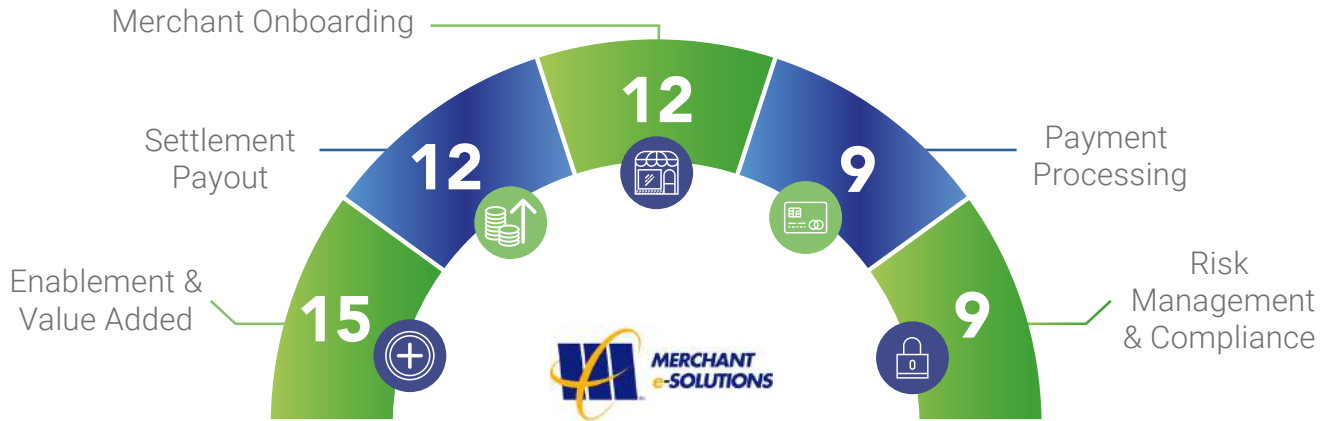 Merchant Onboarding
12
Settlement
Payout
12
9
Payment
Processing
Enablement &
Value Added
15
9
Risk
Management
& Compliance
0
MERCHANT
e-SOLUTIONS